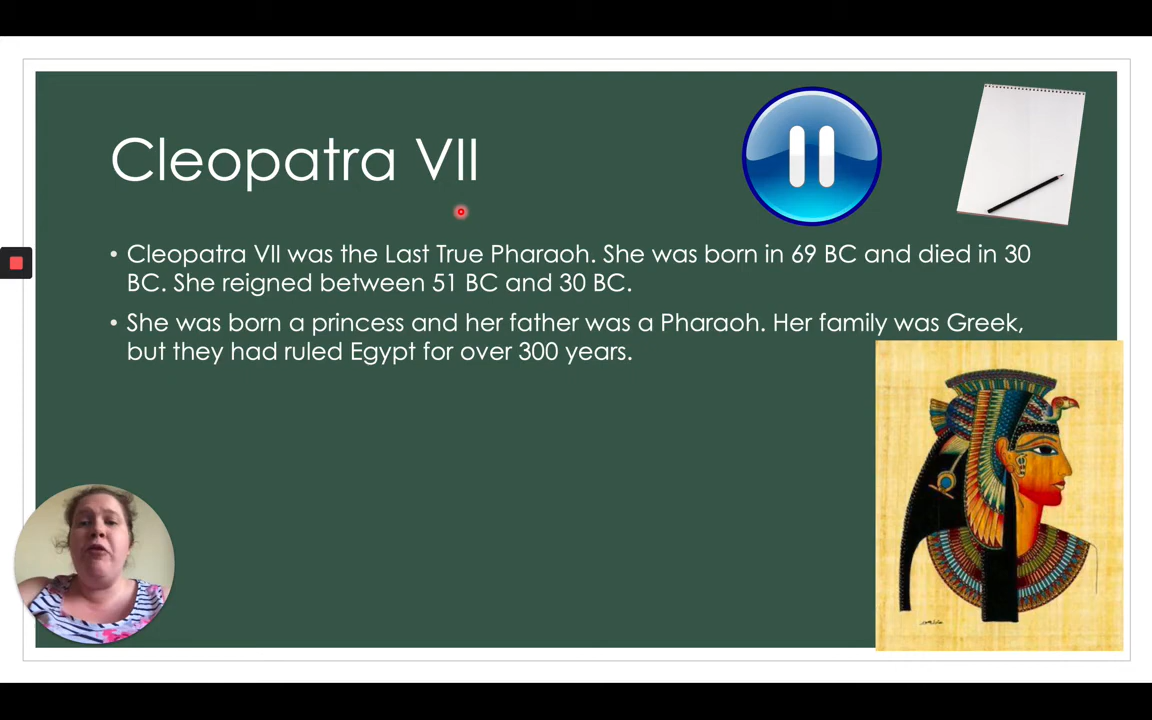 Cleopatra VII
• Cleopatra VII was the Last True Pharaoh. She was born in 69 BC and died in 30
BC. She reigned between 51 BC and 30 BC.
• She was born a princess and her father was a Pharaoh. Her family was Greek,
but they had ruled Egypt for over 300 years.